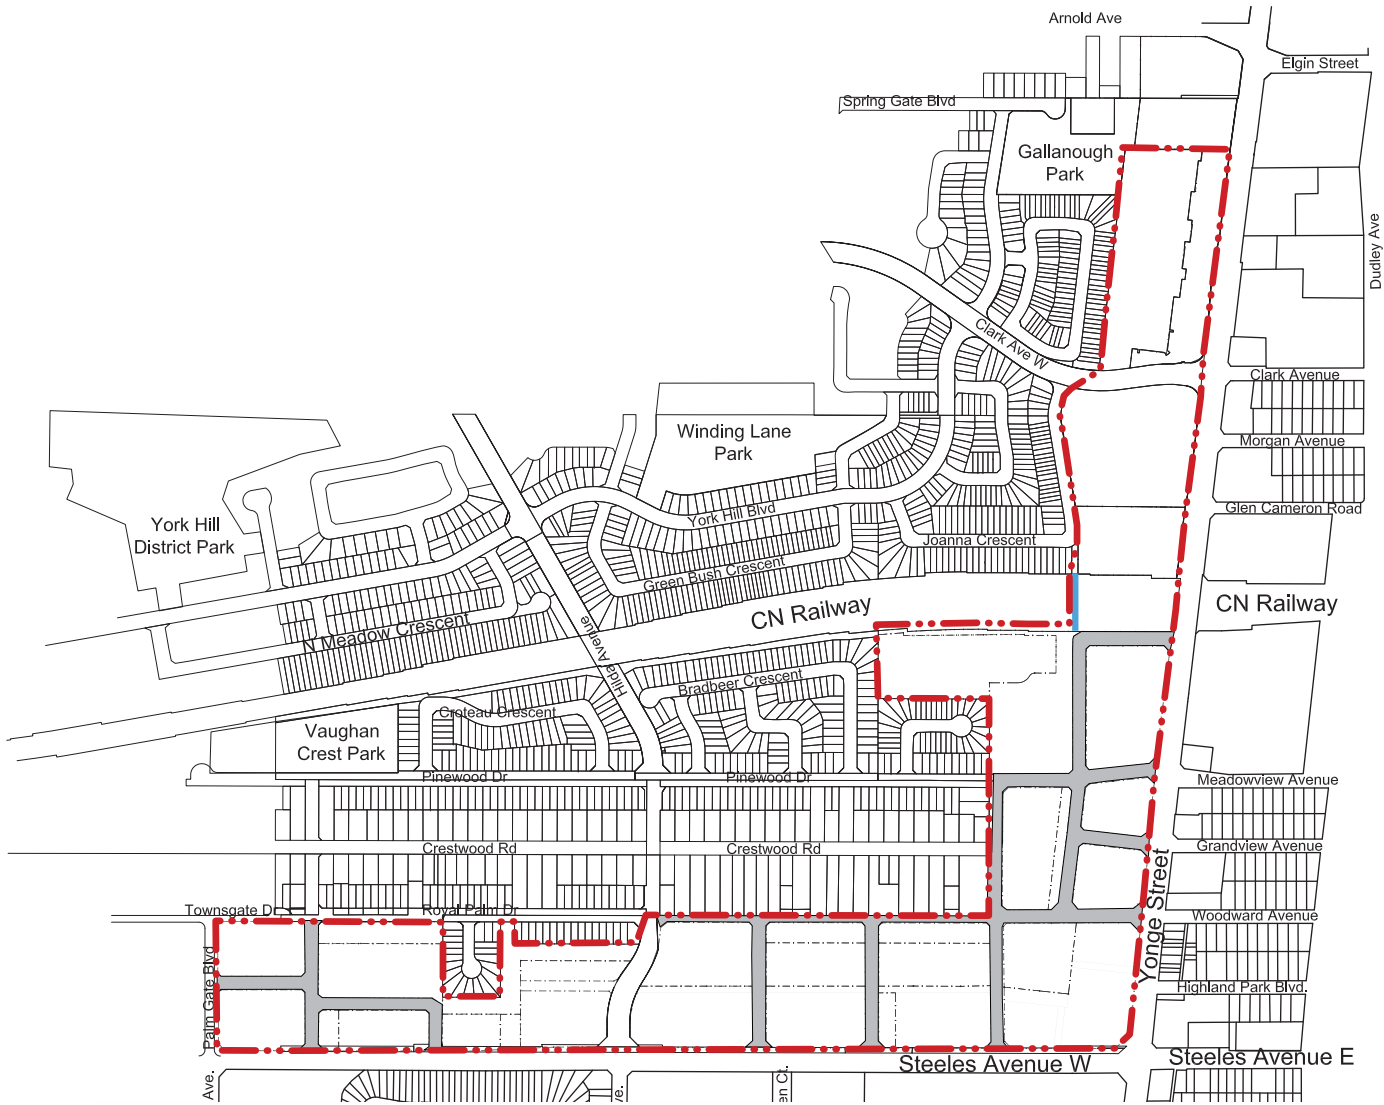 Arnold Ave
Elgin Street
Spring Gate Blvd
Gallanough
Park
Dudley Ave
Clark Ave W
Clark Avenue
Winding Lane
Park
Morgan Avenue
York Hill Blvd
Glen Cameron Road
York Hill
District Park
Joanna Crescent
Green Bush Crescent
CN Railway
CN Railway
N Meadow Crescent
Hilda Avenue
Bradbeer Crescent
Croteau Crescent
Vaughan
Crest Park
Pinewood Dr
Pinewood Dr
Meadowview Avenue
Crestwood Rd
Crestwood Rd
Grandview Avenue
Yonge Street
Townsgate Dr
Royal Palm Dr
Woodward Avenue
Palm Gate Blvd
Highland Park Blvd.
Steeles Avenue W
Steeles Avenue E
Ave.
ve.
en Ct.